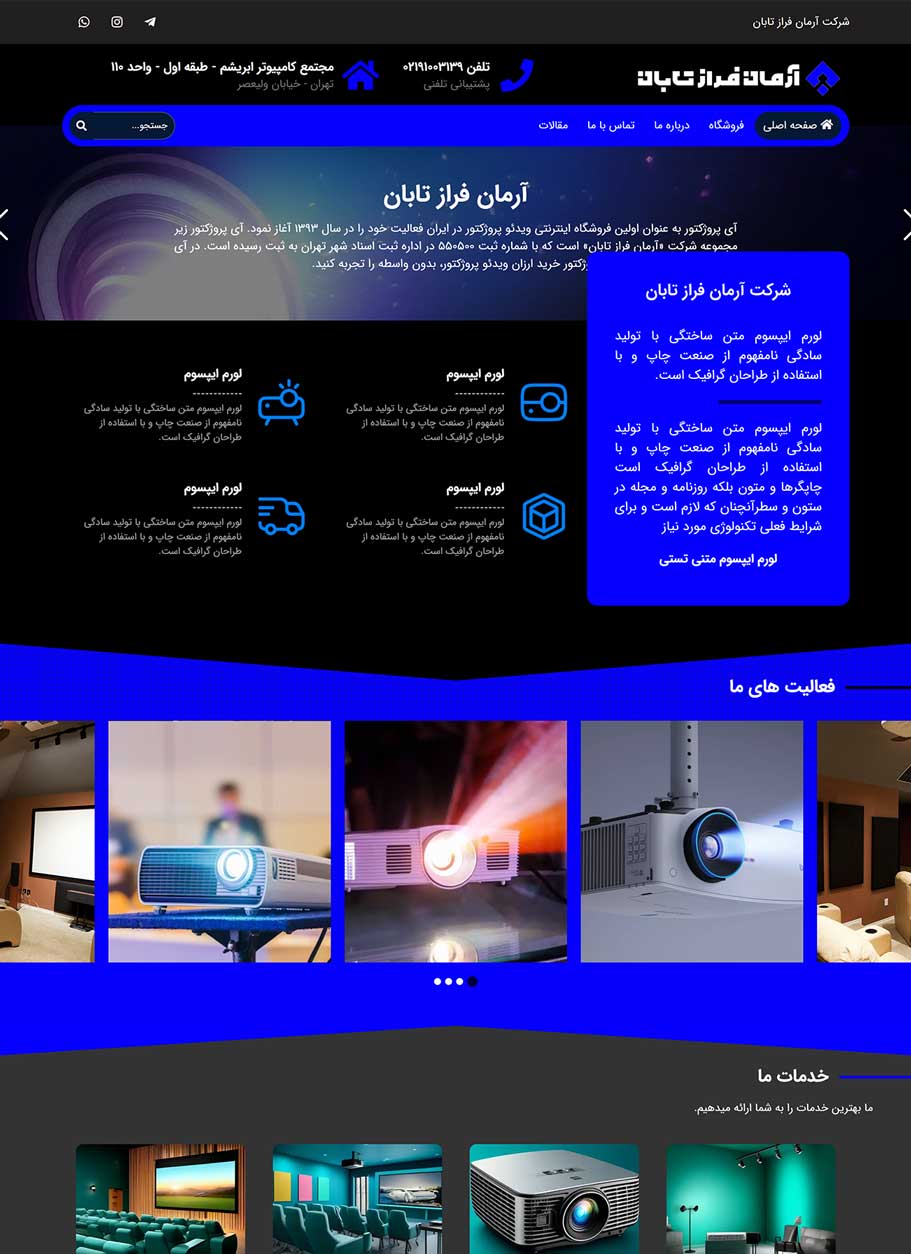 شرکت آرمان فراز تابان
آرمان فراز تابان
تلفن ۰۲۱۹۱۰۰۳۱۳۹
پشتیبانی تلفنی
مجتمع کامپیوتر ابریشم - طبقه اول - واحد ۱۱۰
تهران - خیابان ولیعصر
صفحه اصلی
فروشگاه
درباره ما
تماس با ما
مقالات
جستجو...
آرمان فراز تابان
آی پروژکتور به عنوان اولین فروشگاه اینترنتی ویدئو پروژکتور در ایران فعالیت خود را در سال ۱۳۹۳ آغاز نمود. آی پروژکتور زیر
مجموعه شرکت «آرمان فراز تابان» است که با شماره ثبت ۵۵۰۵۰۰ در اداره ثبت اسناد شهر تهران به ثبت رسیده است. در آی
خرید ارزان ویدئو پروژکتور، بدون واسطه را تجربه کنید.
شرکت آرمان فراز تابان
لورم ایپسوم متن ساختگی با تولید
سادگی نامفهوم از صنعت چاپ و با
استفاده از طراحان گرافیک است.
لورم ایپسوم متن ساختگی با تولید
سادگی نامفهوم از صنعت چاپ و با
استفاده از طراحان گرافیک است
چاپگرها و متون بلکه روزنامه و مجله در
ستون و سطرآنچنان که لازم است و برای
شرایط فعلی تکنولوژی مورد نیاز
لورم ایپسوم متنی تستی
لورم ایپسوم
------------
لورم ایپسوم متن ساختگی با تولید سادگی
نامفهوم از صنعت چاپ و با استفاده از
طراحان گرافیک است.
لورم ایپسوم
------------
لورم ایپسوم متن ساختگی با تولید سادگی
نامفهوم از صنعت چاپ و با استفاده از
طراحان گرافیک است.
لورم ایپسوم
------------
لورم ایپسوم متن ساختگی با تولید سادگی
نامفهوم از صنعت چاپ و با استفاده از
طراحان گرافیک است.
لورم ایپسوم
------------
لورم ایپسوم متن ساختگی با تولید سادگی
نامفهوم از صنعت چاپ و با استفاده از
طراحان گرافیک است.
فعالیت های ما
خدمات ما
ما بهترین خدمات را به شما ارائه میدهیم.